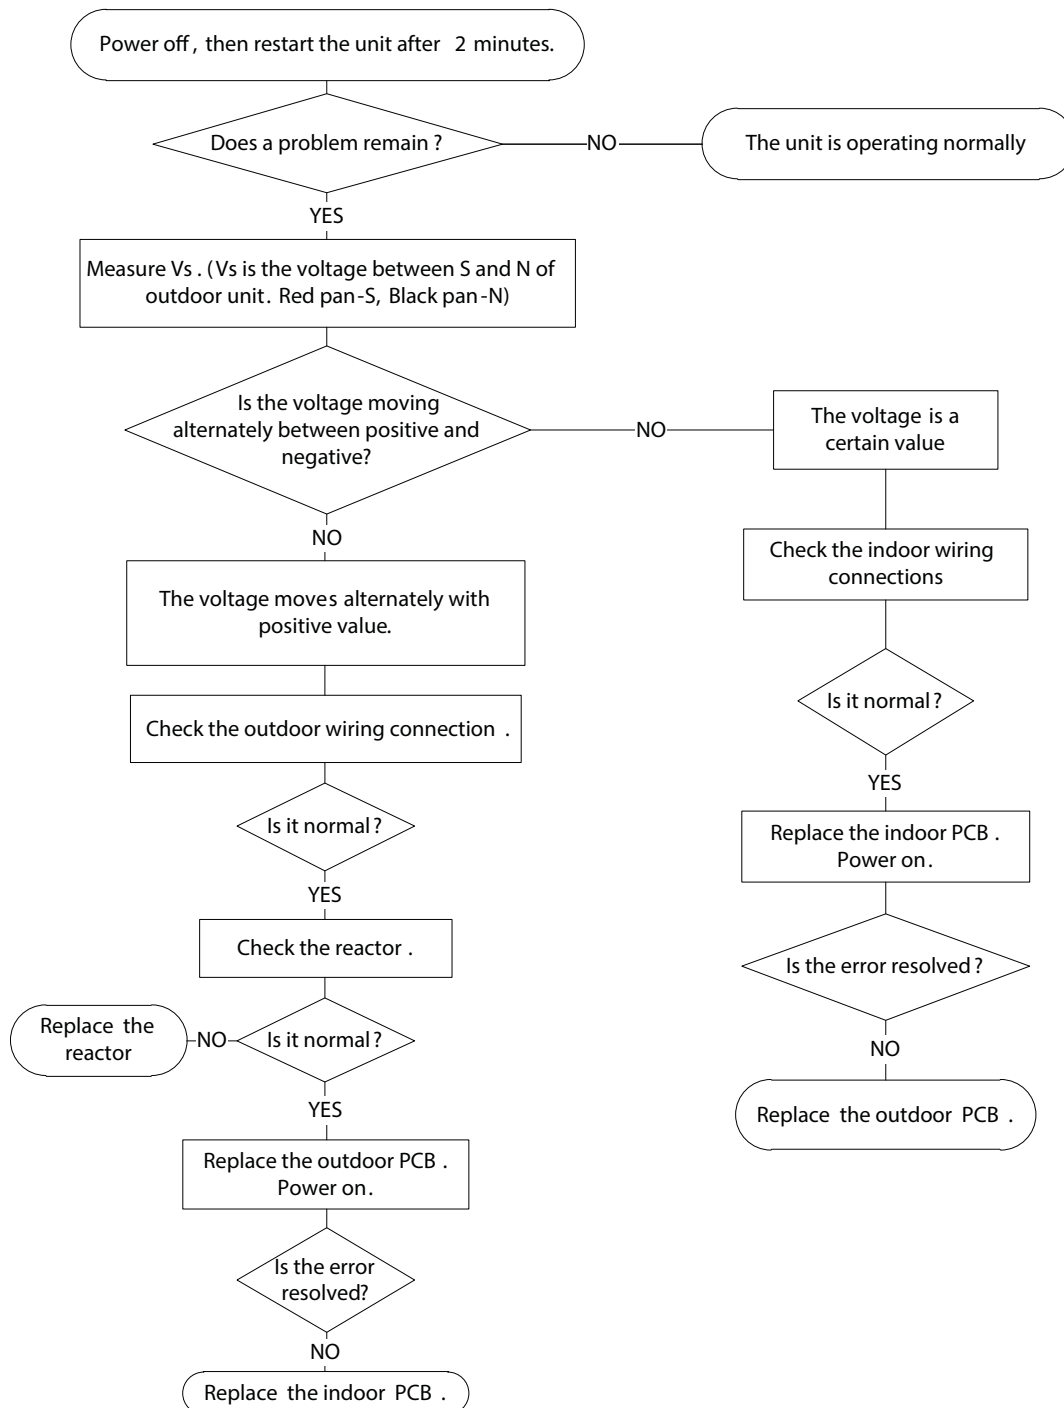 Power off, then restart the unit after 2 minutes.
Does a problem remain?
NO
The unit is operating normally
YES
Measure Vs. (Vs is the voltage between S and N of
outdoor unit. Red pan-S, Black pan-N)
Is the voltage moving
alternately between positive and
negative?
NO
The voltage is a
certain value
NO
Check the indoor wiring
connections
The voltage moves alternately with
positive value.
Is it normal?
Check the outdoor wiring connection.
YES
Is it normal?
Replace the indoor PCB.
Power on.
YES
Check the reactor.
Is the error resolved?
Replace the
reactor
NO
Is it normal?
NO
YES
Replace the outdoor PCB.
Replace the outdoor PCB.
Power on.
Is the error
resolved?
NO
Replace the indoor PCB.